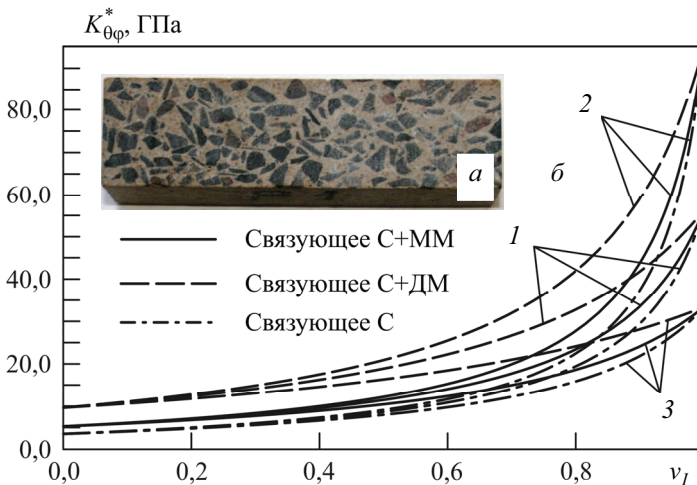 K*θφ, ГПа
80,0
2
а
б
60,0
Связующее С+ММ
1
40,0
Связующее С+ДМ
Связующее С
20,0
3
0,0
0,0 0,2 0,4 0,6 0,8 v_I